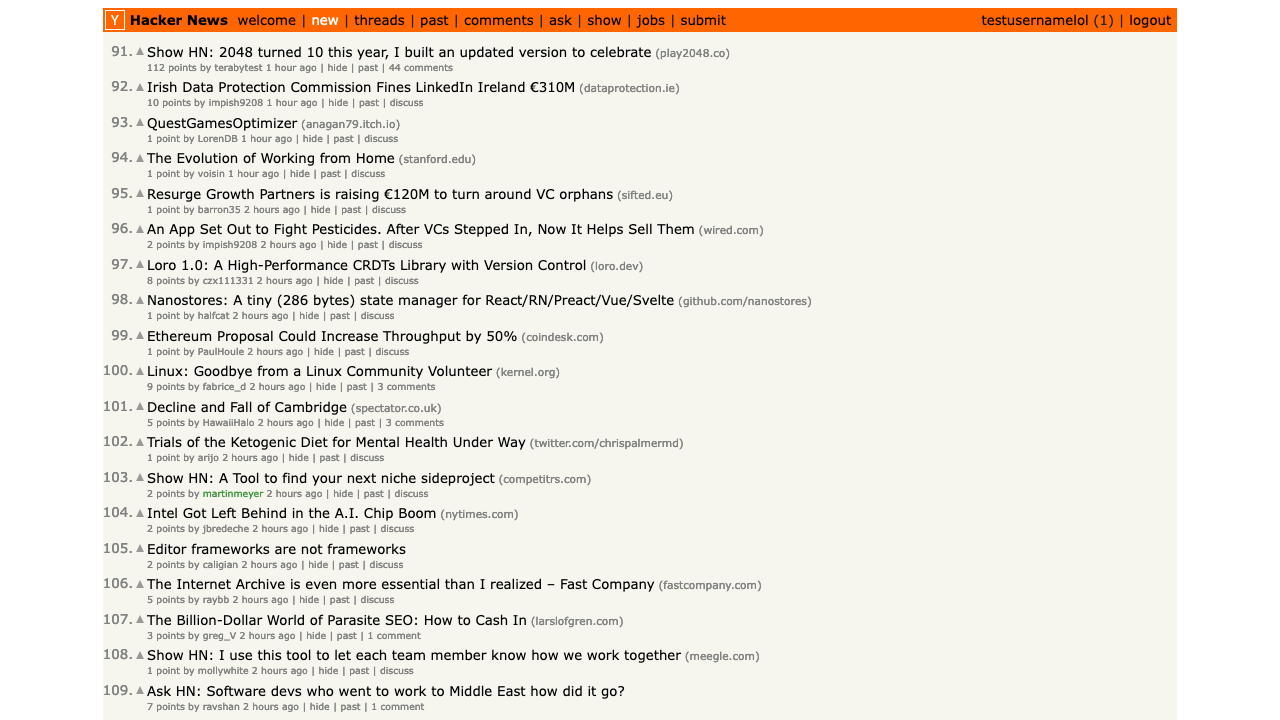 Y Hacker News welcome | new | threads | past | comments | ask | show | jobs | submit testusernamelol (1) | logout
91. Show HN: 2048 turned 10 this year, I built an updated version to celebrate (play2048.co)
112 points by terabytest 1 hour ago | hide | past | 44 comments
92. Irish Data Protection Commission Fines LinkedIn Ireland €310M (dataprotection.ie)
10 points by impish9208 1 hour ago | hide | past | discuss
93. QuestGamesOptimizer (anagan79.itch.io)
1 point by LorenDB 1 hour ago | hide | past | discuss
94. The Evolution of Working from Home (stanford.edu)
1 point by voisin 1 hour ago | hide | past | discuss
95. Resurge Growth Partners is raising €120M to turn around VC orphans (sifted.eu)
1 point by barron35 2 hours ago | hide | past | discuss
96. An App Set Out to Fight Pesticides. After VCs Stepped In, Now It Helps Sell Them (wired.com)
2 points by impish9208 2 hours ago | hide | past | discuss
97. Loro 1.0: A High-Performance CRDTs Library with Version Control (loro.dev)
8 points by czx111331 2 hours ago | hide | past | discuss
98. Nanostores: A tiny (286 bytes) state manager for React/RN/Preact/Vue/Svelte (github.com/nanostores)
1 point by halfcat 2 hours ago | hide | past | discuss
99. Ethereum Proposal Could Increase Throughput by 50% (coindesk.com)
1 point by PaulHoule 2 hours ago | hide | past | discuss
100. Linux: Goodbye from a Linux Community Volunteer (kernel.org)
9 points by fabrice_d 2 hours ago | hide | past | 3 comments
101. Decline and Fall of Cambridge (spectator.co.uk)
5 points by HawaiiHalo 2 hours ago | hide | past | 3 comments
102. Trials of the Ketogenic Diet for Mental Health Under Way (twitter.com/chrispalmermd)
1 point by arijo 2 hours ago | hide | past | discuss
103. Show HN: A Tool to find your next niche sideproject (competitrs.com)
2 points by martinmeyer 2 hours ago | hide | past | discuss
104. Intel Got Left Behind in the A.I. Chip Boom (nytimes.com)
2 points by jbredeche 2 hours ago | hide | past | discuss
105. Editor frameworks are not frameworks
2 points by caligian 2 hours ago | hide | past | discuss
106. The Internet Archive is even more essential than I realized – Fast Company (fastcompany.com)
5 points by raybb 2 hours ago | hide | past | discuss
107. The Billion-Dollar World of Parasite SEO: How to Cash In (larslofgren.com)
3 points by greg_V 2 hours ago | hide | past | 1 comment
108. Show HN: I use this tool to let each team member know how we work together (meegle.com)
1 point by mollywhite 2 hours ago | hide | past | discuss
109. Ask HN: Software devs who went to work to Middle East how did it go?
7 points by ravshan 2 hours ago | hide | past | 1 comment